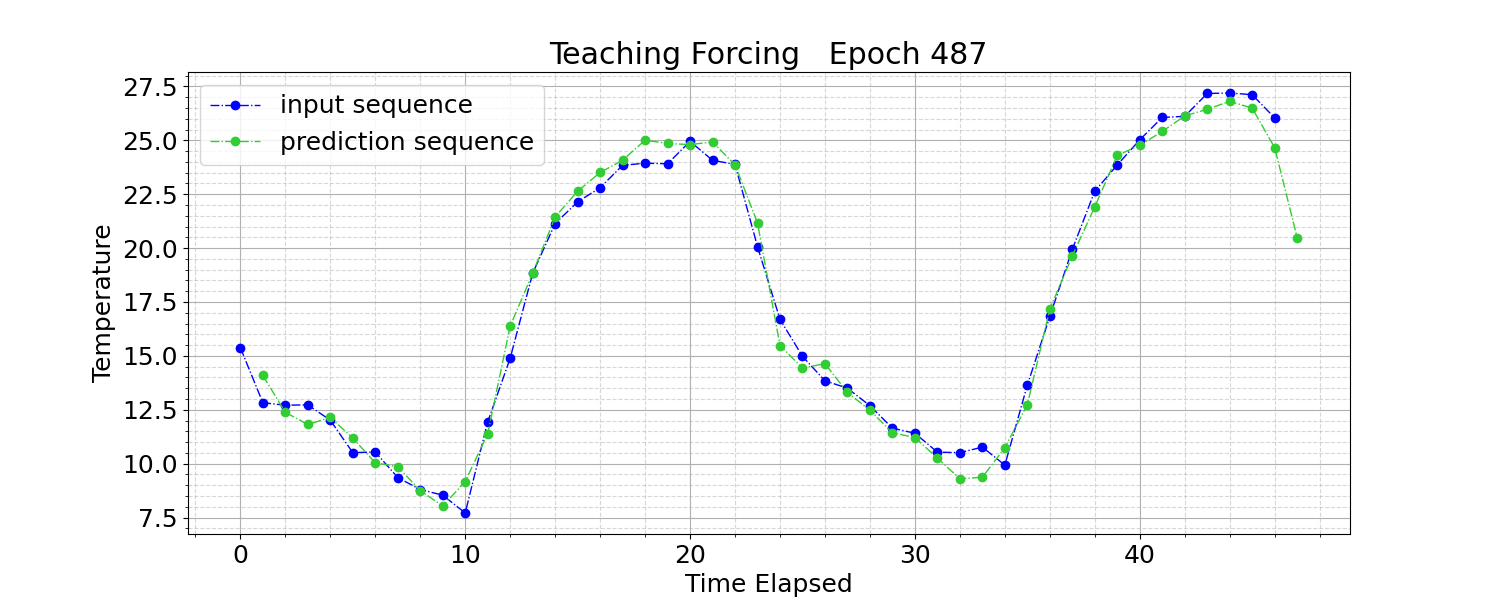 Teaching Forcing   Epoch 487
input sequence
prediction sequence
27.5
25.0
22.5
20.0
17.5
15.0
12.5
10.0
7.5
Temperature
0 10 20 30 40
Time Elapsed